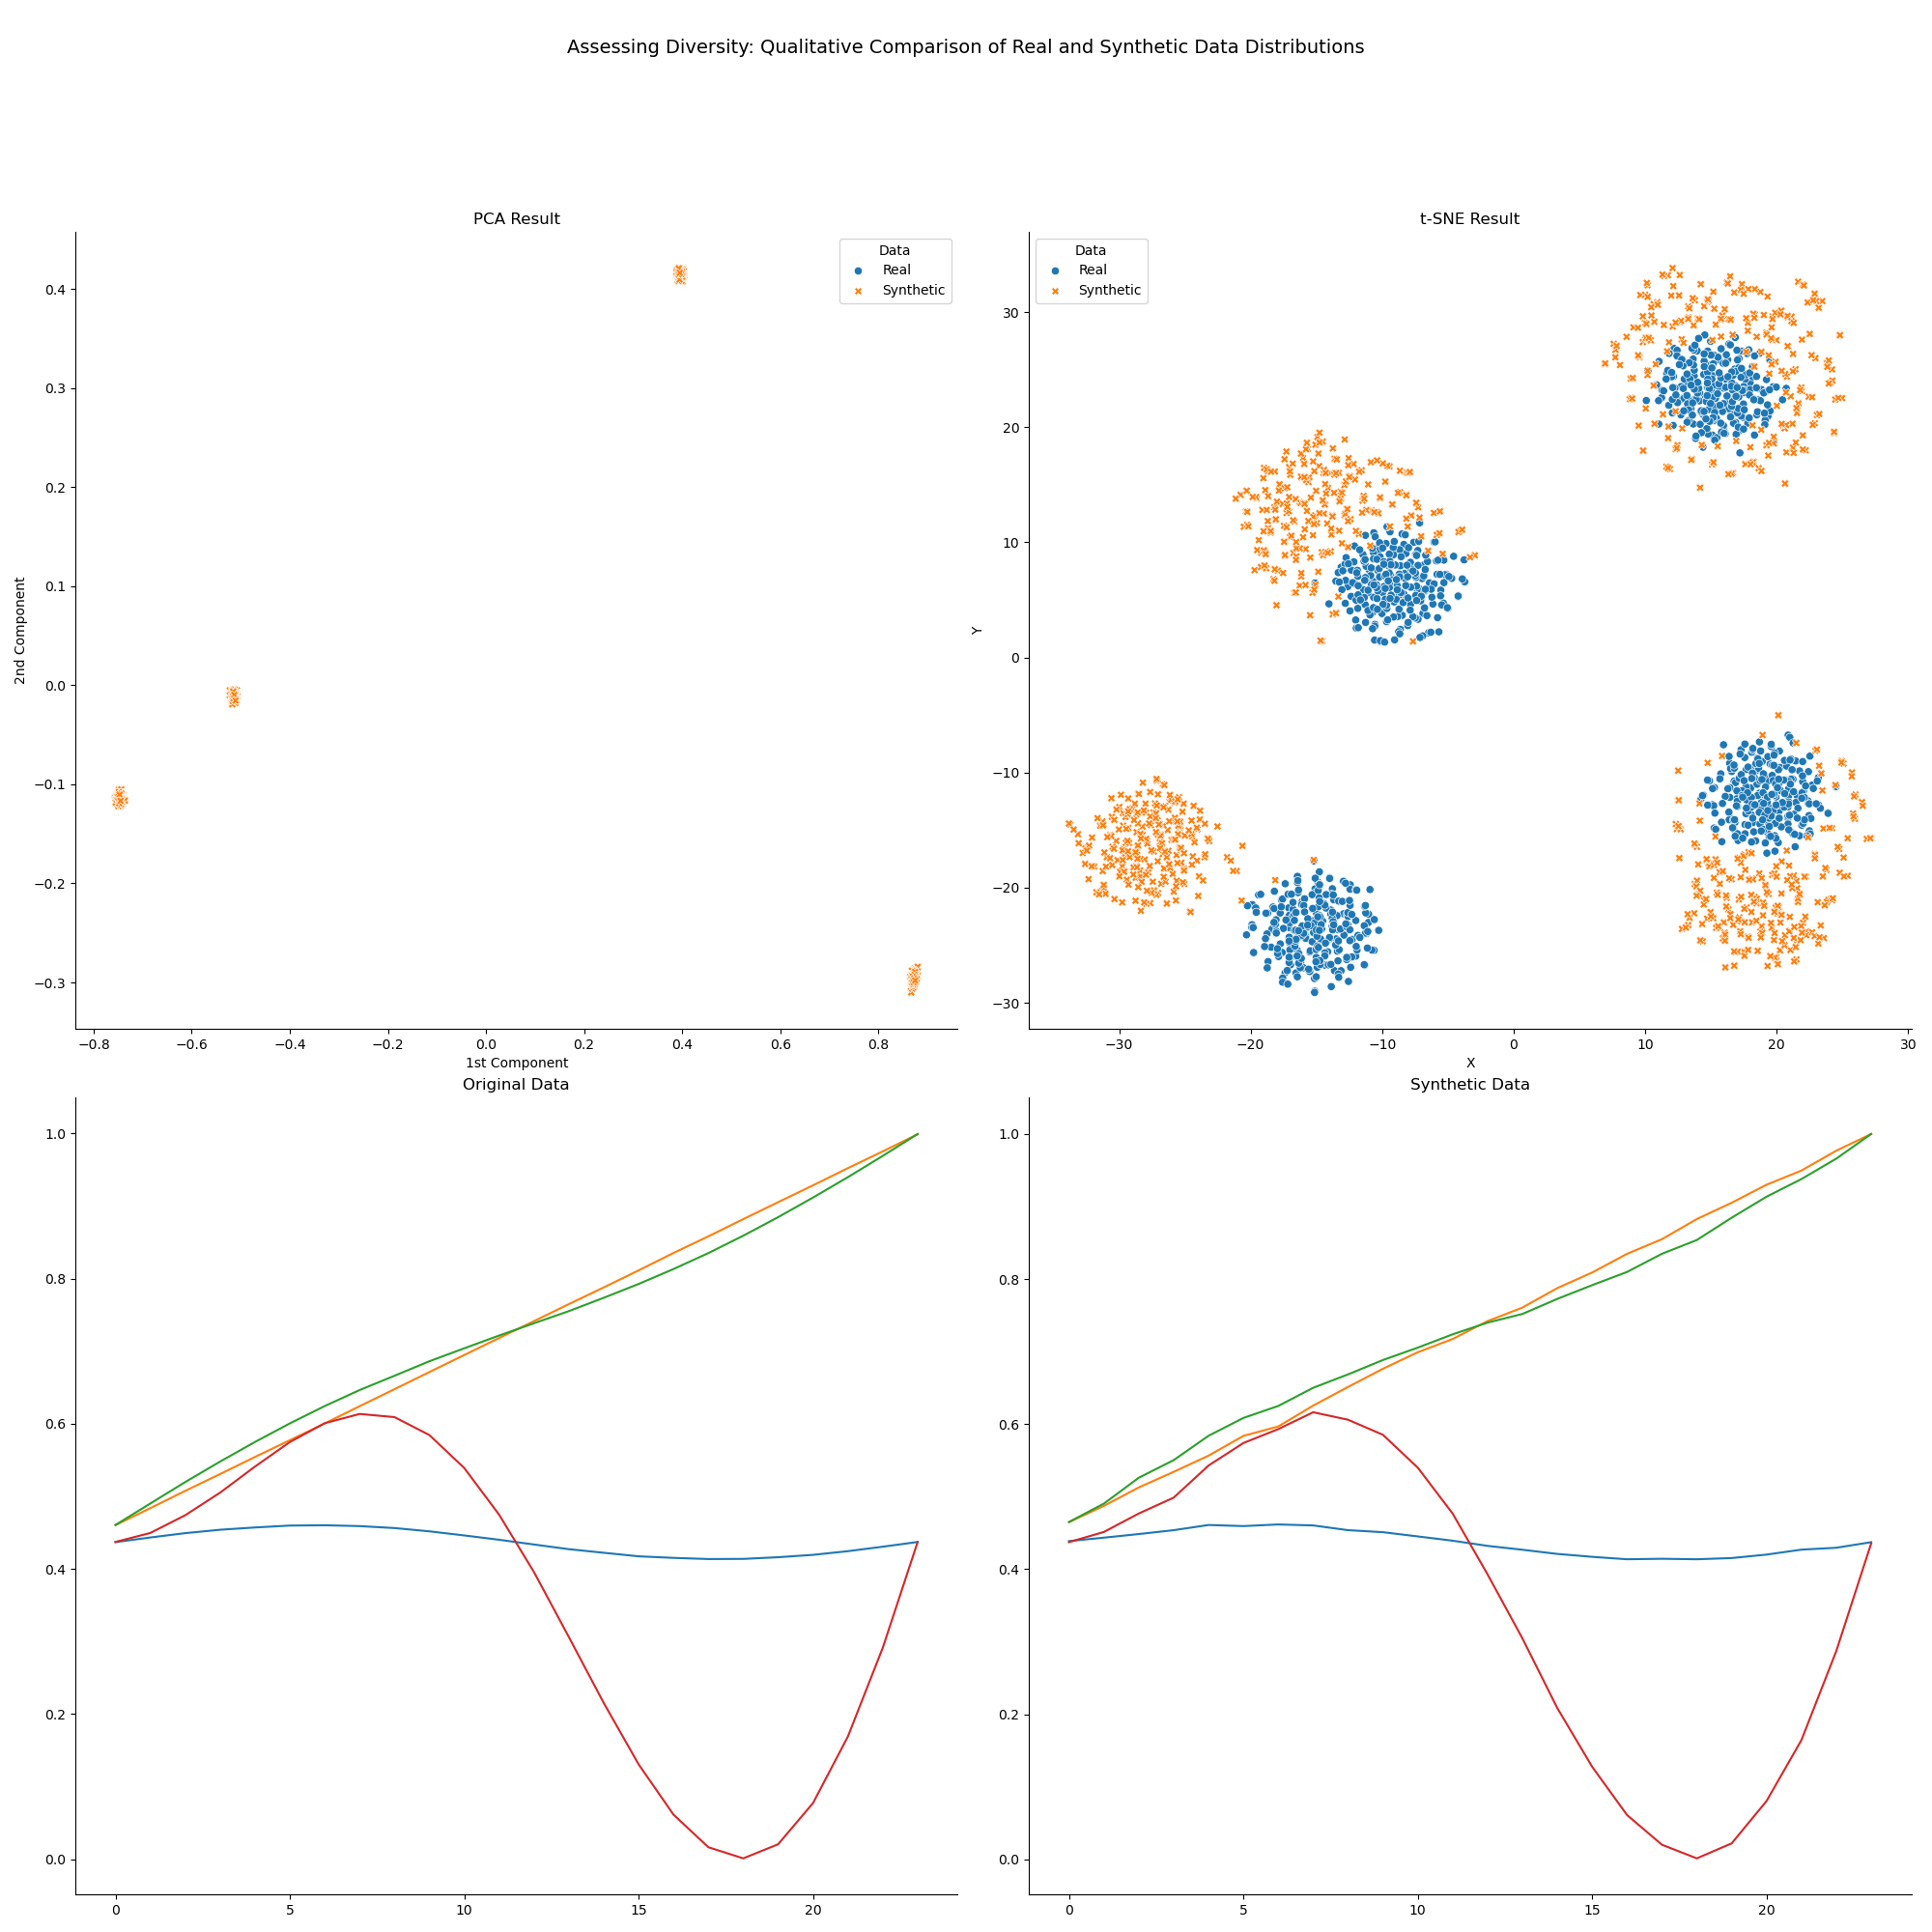 Assessing Diversity: Qualitative Comparison of Real and Synthetic Data Distributions
PCA Result
Data
Real
Synthetic
0.4
0.3
0.2
0.1
0.0
−0.1
−0.2
−0.3
2nd Component
−0.8 −0.6 −0.4 −0.2 0.0 0.2 0.4 0.6 0.8
1st Component
t-SNE Result
Data
Real
Synthetic
30
20
10
0
−10
−20
−30
Y
−30 −20 −10 0 10 20 30
X
Original Data
1.0
0.8
0.6
0.4
0.2
0.0
0 5 10 15 20
Synthetic Data
1.0
0.8
0.6
0.4
0.2
0.0
0 5 10 15 20